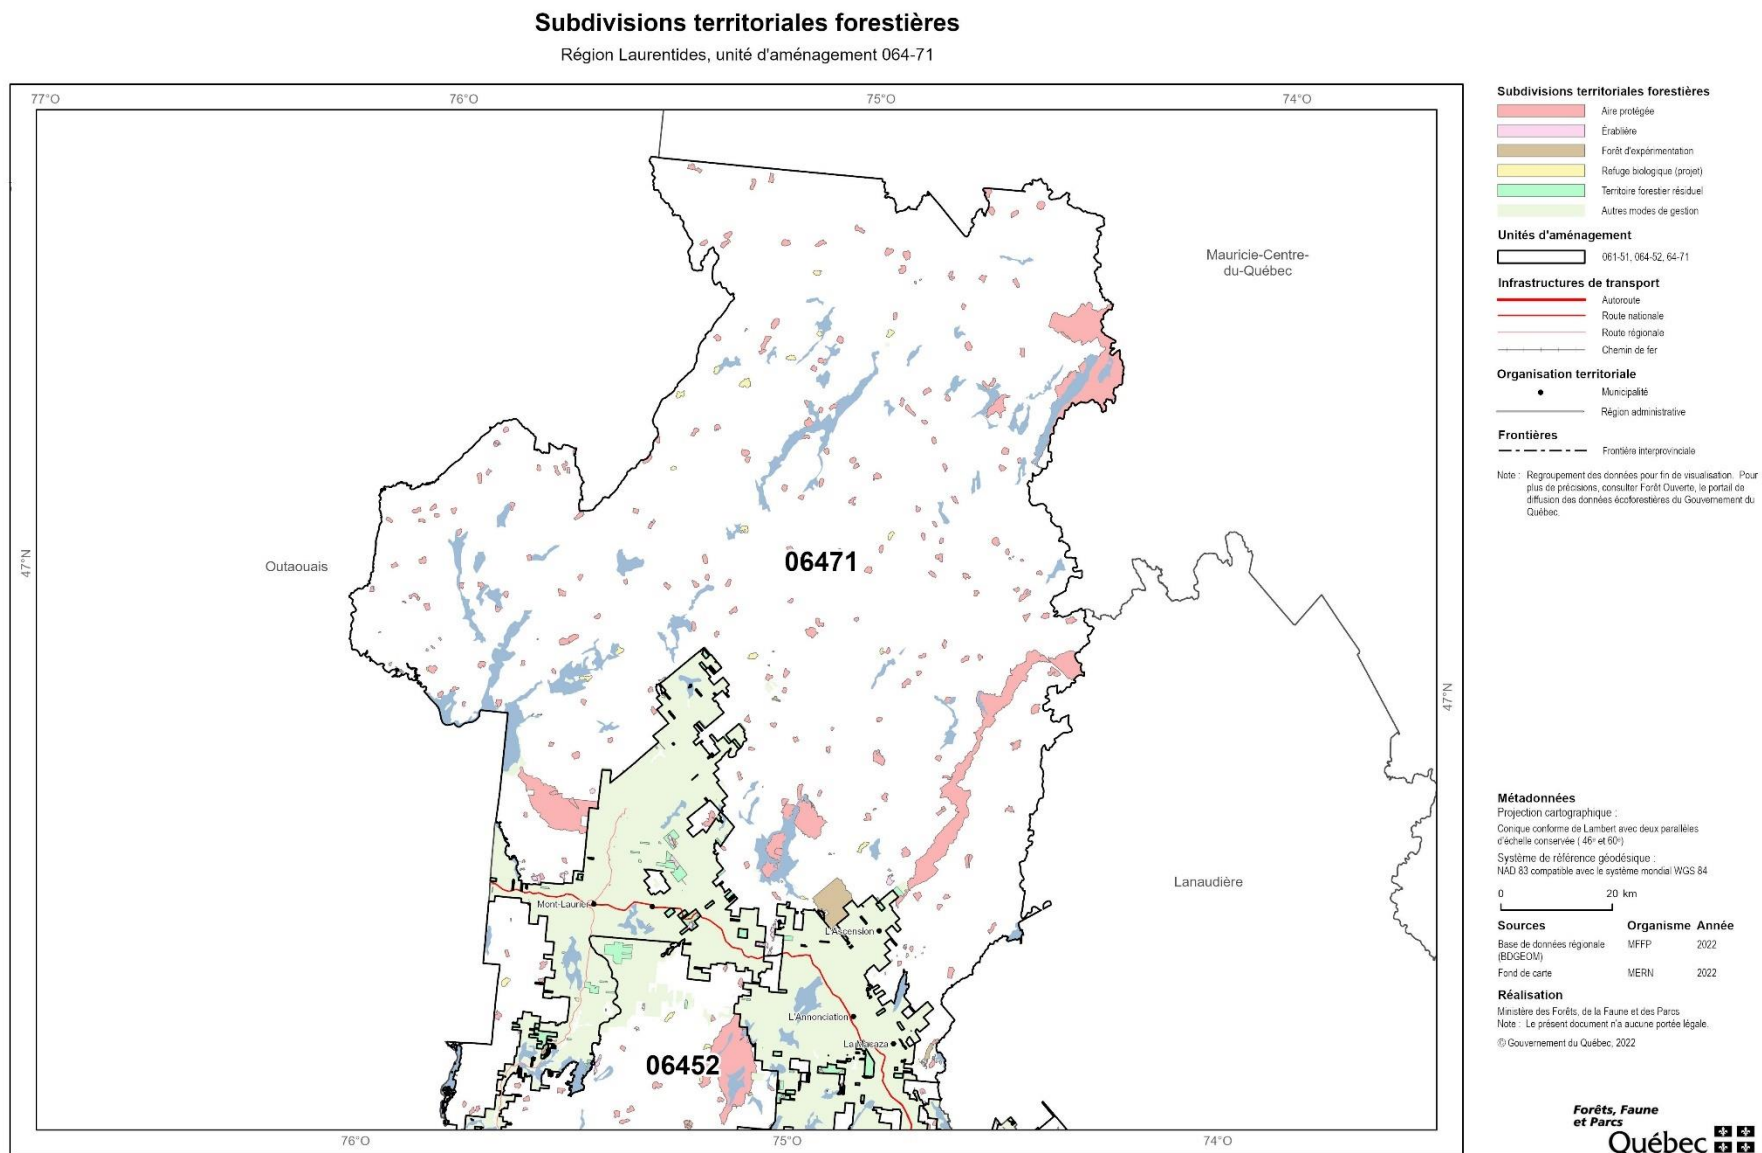 Subdivisions territoriales forestières
Région Laurentides, unité d'aménagement 064-71
77°O
76°O
75°O
74°O
47°N
Outaouais
Mauricie-Centre-
du-Québec
06471
47°N
Lanaudière
Mont-Laurier
L'Ascension
L'Annonciation
La Macaza
06452
76°O
75°O
74°O
Subdivisions territoriales forestières
Aire protégée
Érablière
Forêt d'expérimentation
Refuge biologique (projet)
Territoire forestier résiduel
Autres modes de gestion
Unités d'aménagement
061-51, 064-52, 64-71
Infrastructures de transport
Autoroute
Route nationale
Route régionale
Chemin de fer
Organisation territoriale
Municipalité
Région administrative
Frontières
Frontière interprovinciale
Note : Regroupement des données pour fin de visualisation. Pour
plus de précisions, consulter Forêt Ouverte, le portail de
diffusion des données écoforestières du Gouvernement du
Québec.
Métadonnées
Projection cartographique :
Conique conforme de Lambert avec deux parallèles
d'échelle conservée ( 46° et 60°)
Système de référence géodésique :
NAD 83 compatible avec le système mondial WGS 84
0 20 km
Sources Organisme Année
Base de données régionale MFFP 2022
(BDGEOM)
Fond de carte MERN 2022
Réalisation
Ministère des Forêts, de la Faune et des Parcs
Note : Le présent document n'a aucune portée légale.
© Gouvernement du Québec, 2022
Forêts, Faune
et Parcs
Québec